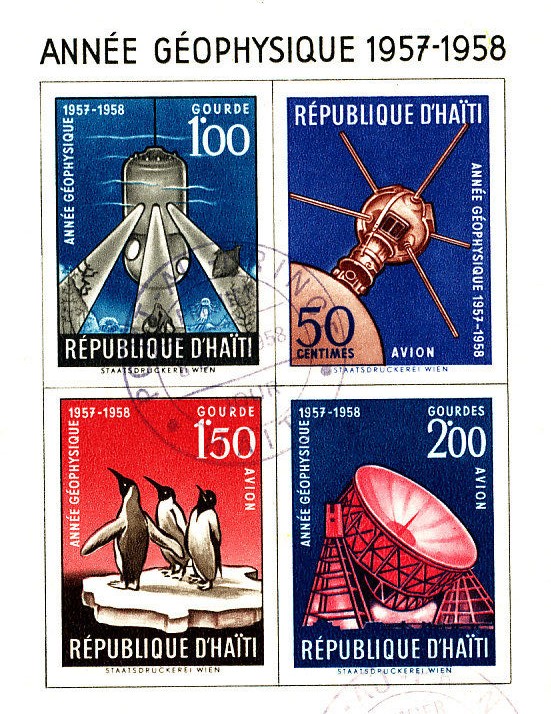 ANNÉE GÉOPHYSIQUE 1957-1958
1957-1958 GOURDE
1.00
ANNÉE GÉOPHYSIQUE
RÉPUBLIQUE D'HAÏTI
STAATSDRUCKEREI WIEN
RÉPUBLIQUE D'HAÏTI
ANNÉE GÉOPHYSIQUE 1957-1958
50
CENTIMES
AVION
STAATSDRUCKEREI WIEN
1957-1958 GOURDE
1.50
ANNÉE GÉOPHYSIQUE
AVION
RÉPUBLIQUE D'HAÏTI
STAATSDRUCKEREI WIEN
1957-1958 GOURDES
2.00
ANNÉE GÉOPHYSIQUE
AVION
RÉPUBLIQUE D'HAÏTI
STAATSDRUCKEREI WIEN